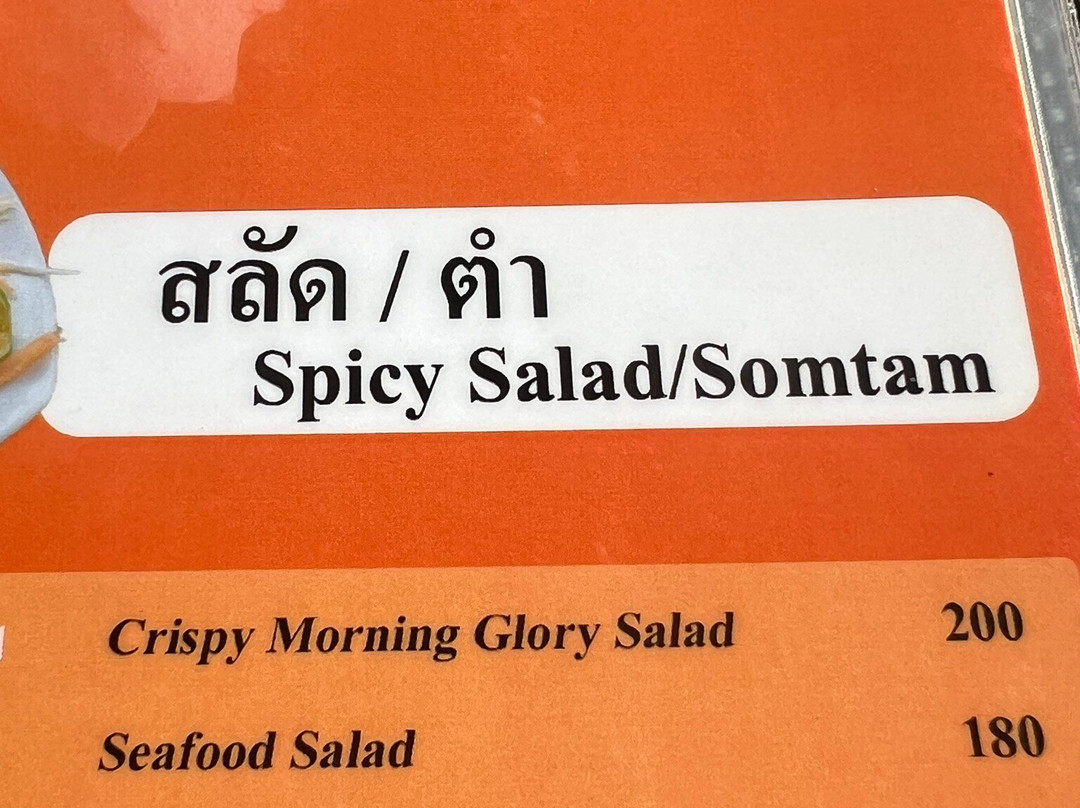 สลัด / ตำ
Spicy Salad/Somtam
Crispy Morning Glory Salad 200
Seafood Salad 180